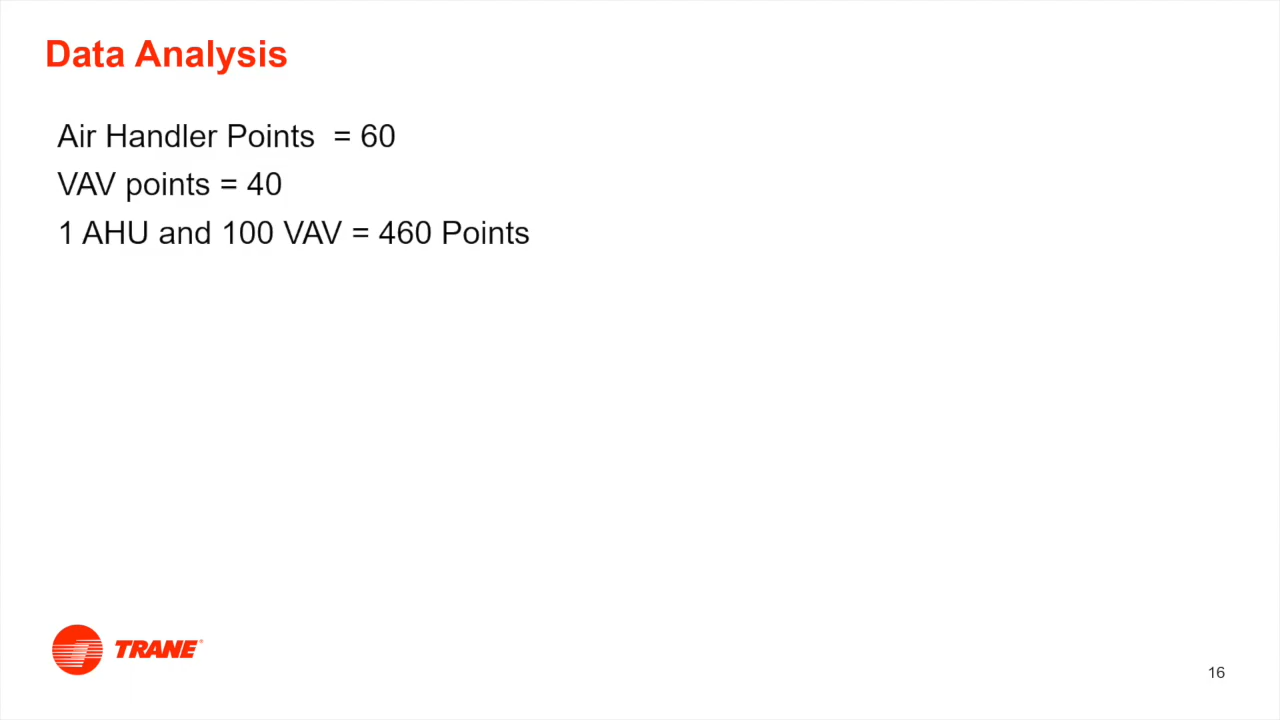 Data Analysis
Air Handler Points  = 60
VAV points = 40
1 AHU and 100 VAV = 460 Points
TRANE®
16